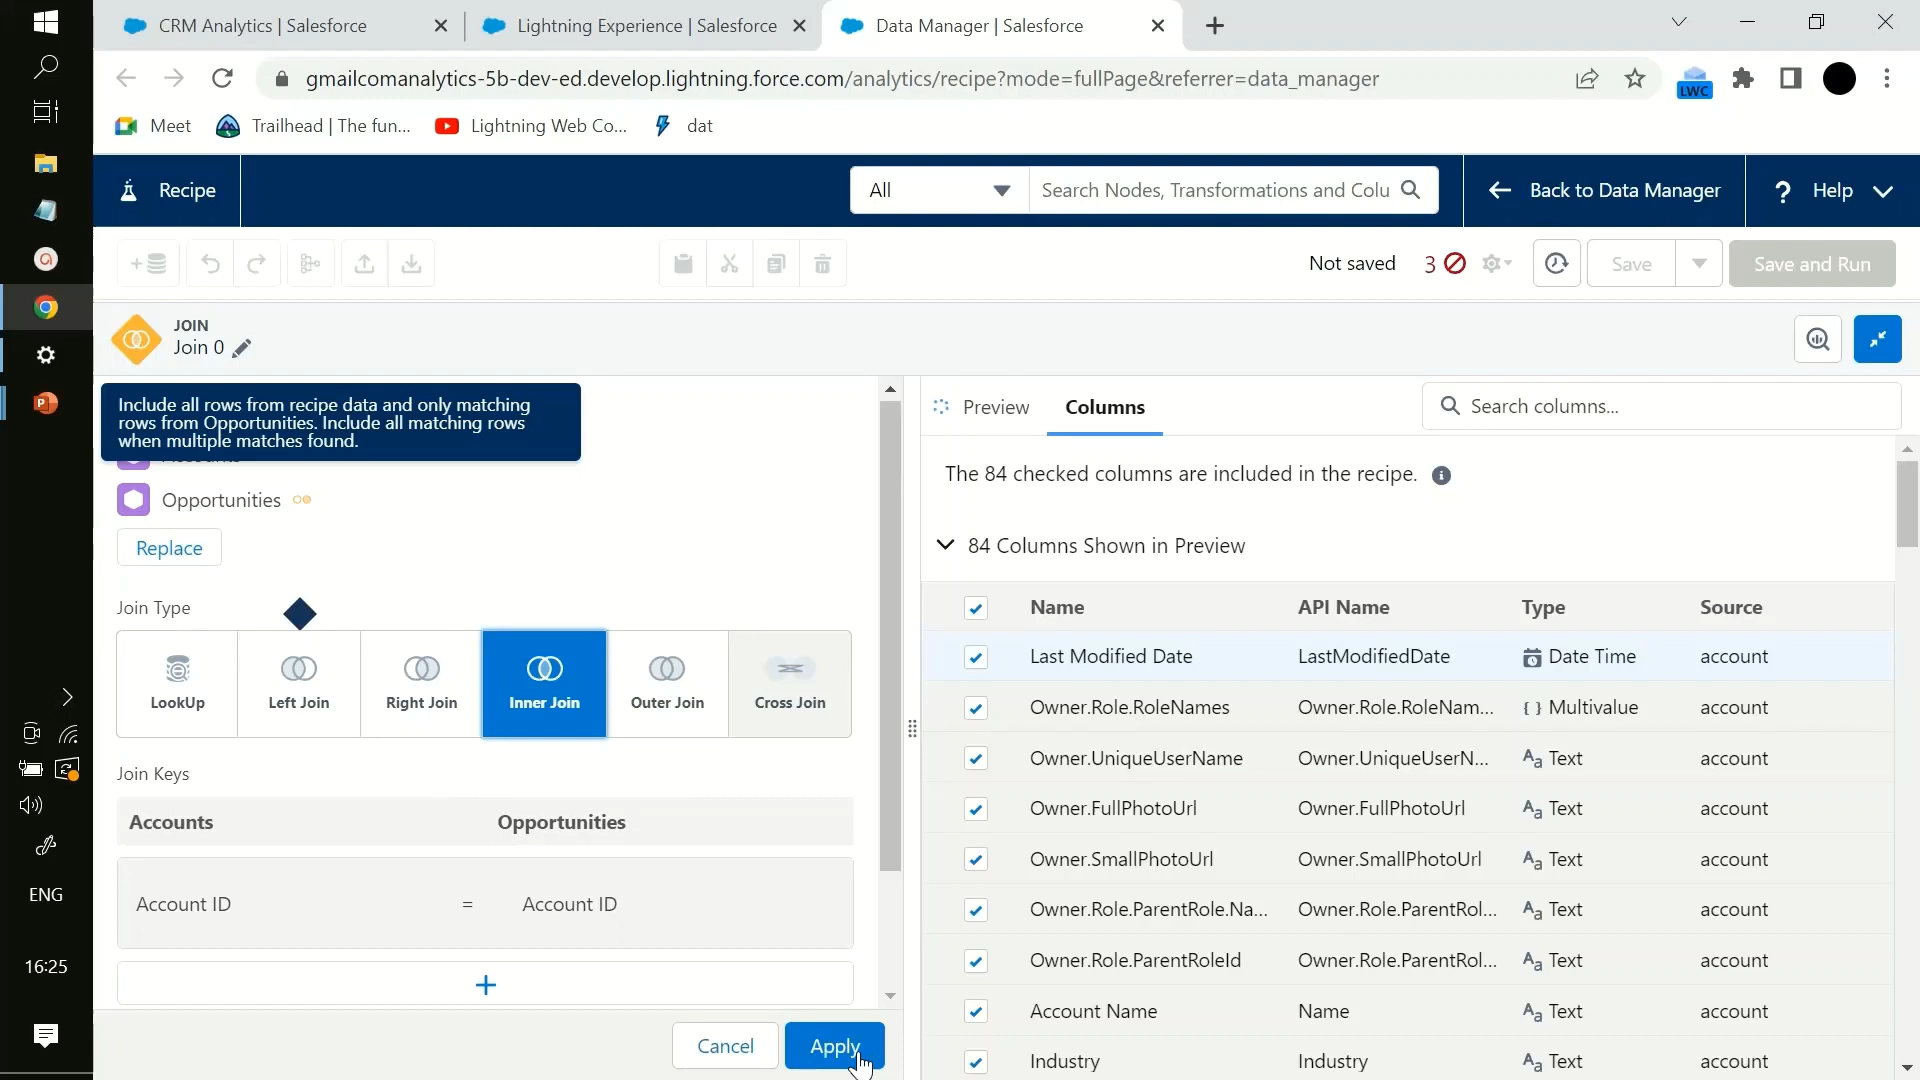 CRM Analytics | Salesforce
Lightning Experience | Salesforce
Data Manager | Salesforce
gmailcomanalytics-5b-dev-ed.develop.lightning.force.com/analytics/recipe?mode=fullPage&referrer=data_manager
LWC
Meet
Trailhead | The fun...
Lightning Web Co...
dat
Recipe
All
Search Nodes, Transformations and Colu
Back to Data Manager
Help
Not saved
3
Save
Save and Run
JOIN
Join 0
Include all rows from recipe data and only matching
rows from Opportunities. Include all matching rows
when multiple matches found.
Opportunities
Replace
Join Type
LookUp
Left Join
Right Join
Inner Join
Outer Join
Cross Join
Join Keys
Accounts Opportunities
Account ID = Account ID
+
Cancel
Apply
Preview
Columns
Search columns...
The 84 checked columns are included in the recipe.
84 Columns Shown in Preview
Name API Name Type Source
Last Modified Date LastModifiedDate Date Time account
Owner.Role.RoleNames Owner.Role.RoleNam... { } Multivalue account
Owner.UniqueUserName Owner.UniqueUserN... Aa Text account
Owner.FullPhotoUrl Owner.FullPhotoUrl Aa Text account
Owner.SmallPhotoUrl Owner.SmallPhotoUrl Aa Text account
Owner.Role.ParentRole.Na... Owner.Role.ParentRol... Aa Text account
Owner.Role.ParentRoleId Owner.Role.ParentRol... Aa Text account
Account Name Name Aa Text account
Industry Industry Aa Text account
ENG
16:25